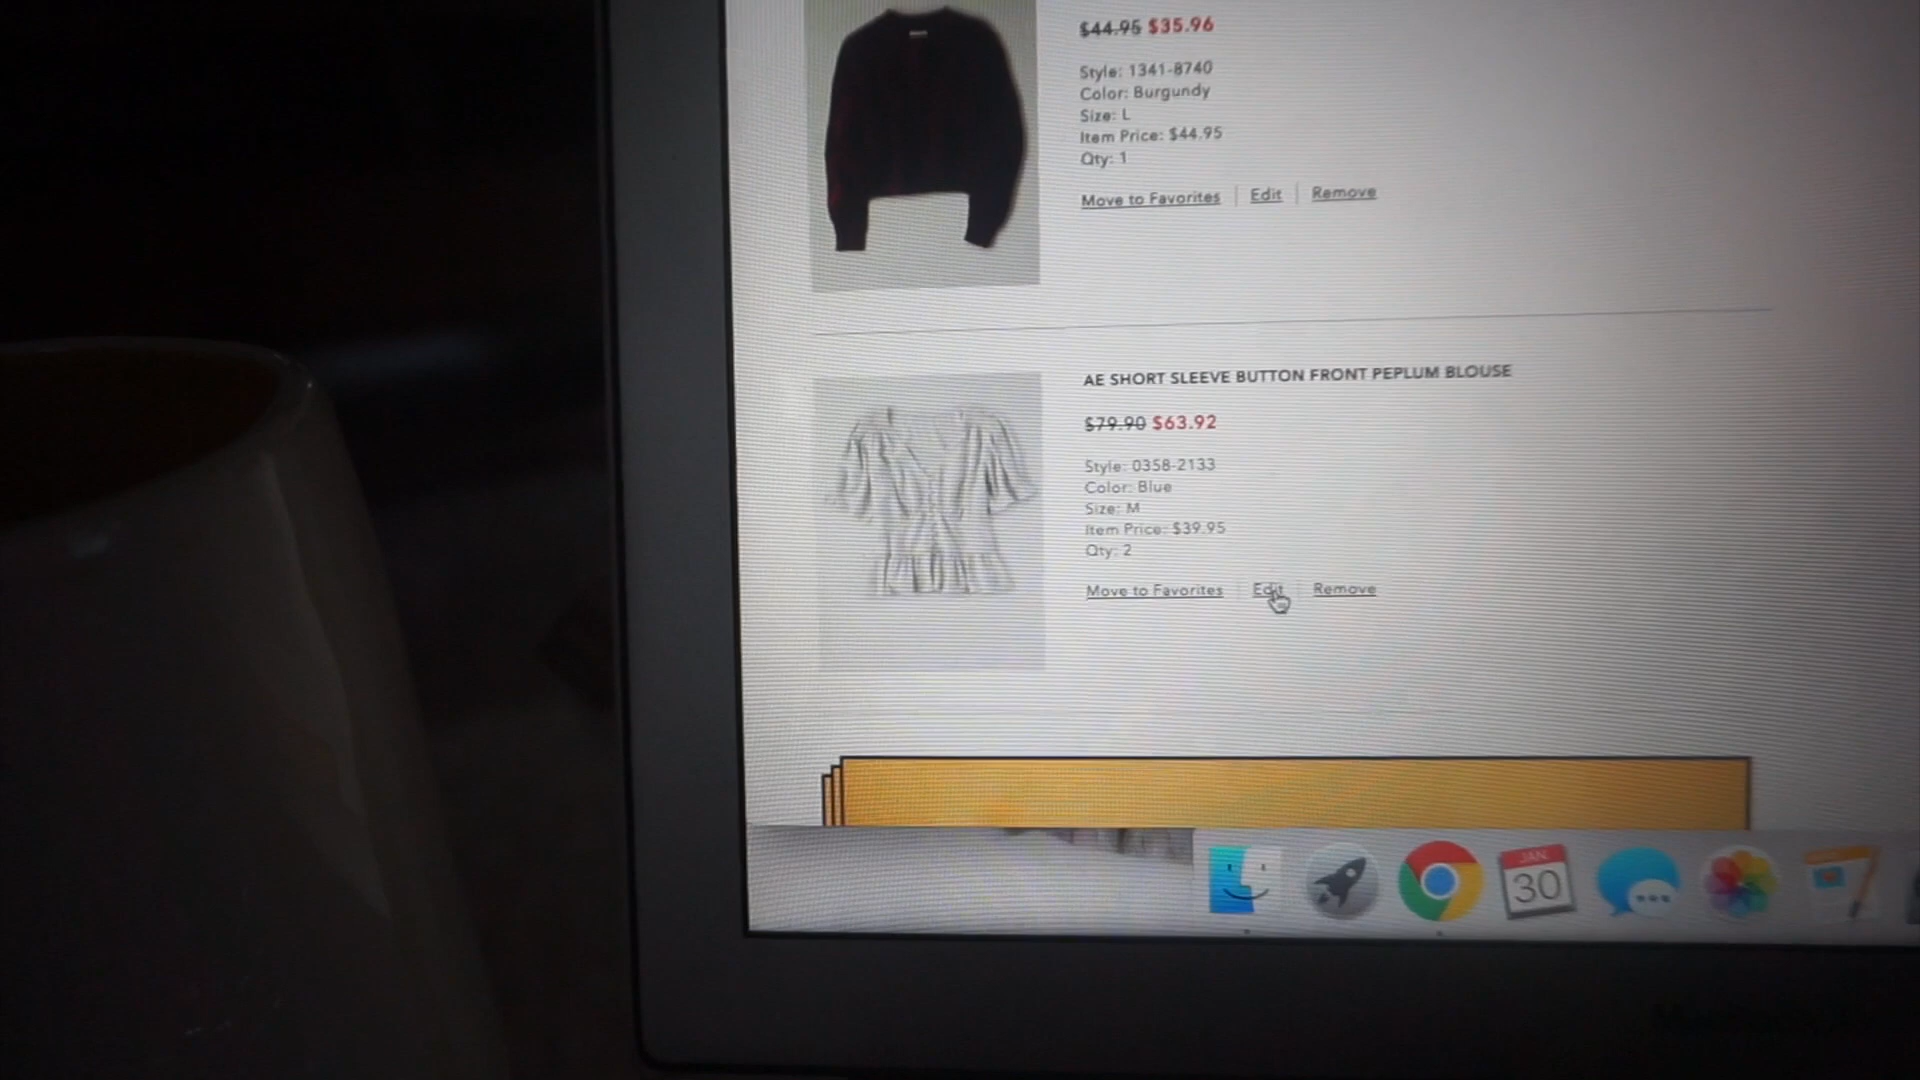 $44.95 $35.96
Style: 1341-8740
Color: Burgundy
Size: L
Item Price: $44.95
Qty: 1
Move to Favorites Edit Remove
AE SHORT SLEEVE BUTTON FRONT PEPLUM BLOUSE
$79.90 $63.92
Style: 0358-2133
Color: Blue
Size: M
Item Price: $39.95
Qty: 2
Move to Favorites Edit Remove
JAN
30